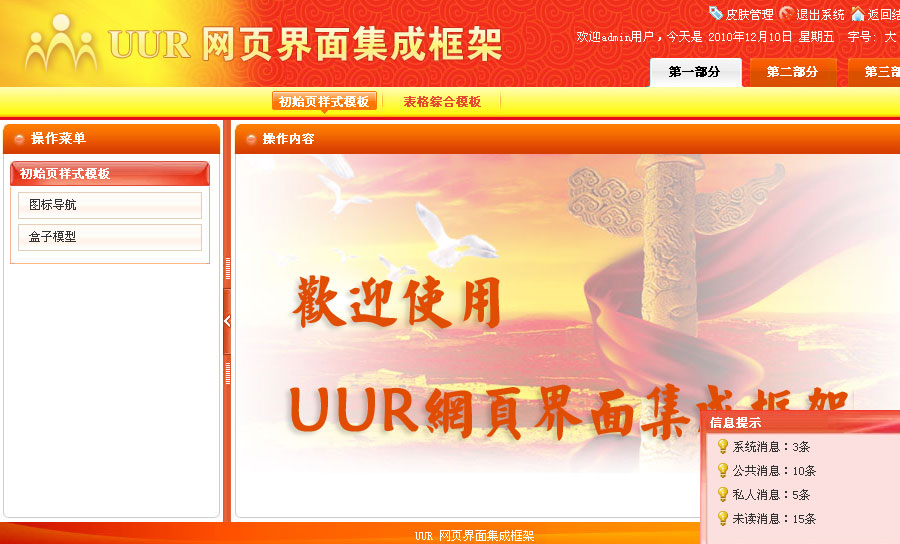 皮肤管理 退出系统 返回
UUR 网页界面集成框架
欢迎admin用户，今天是 2010年12月10日 星期五 字号：大
第一部分 第二部分 第三部
初始页样式模板 表格综合模板
操作菜单
操作内容
初始页样式模板
图标导航
盒子模型
歡迎使用
UUR網頁界面集成框架
信息提示
系统消息：3条
公共消息：10条
私人消息：5条
未读消息：15条
UUR 网页界面集成框架